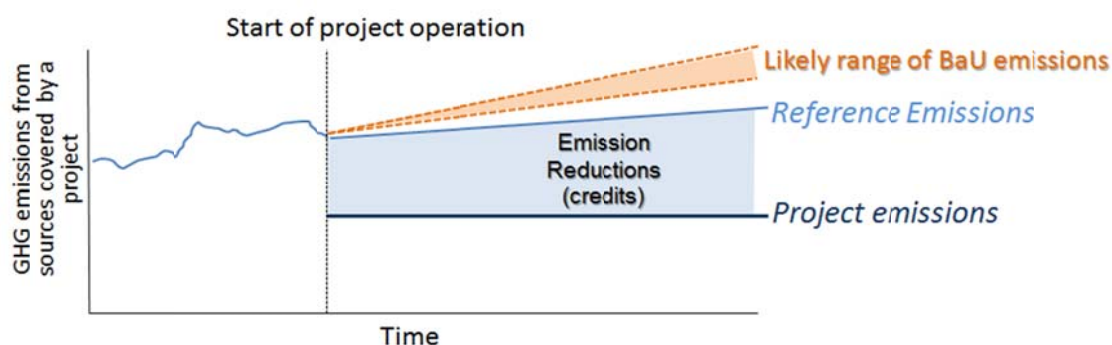 Start of project operation
GHG emissions from
sources covered by a
project
Likely range of BaU emissions
Reference Emissions
Emission
Reductions
(credits)
Project emissions
Time